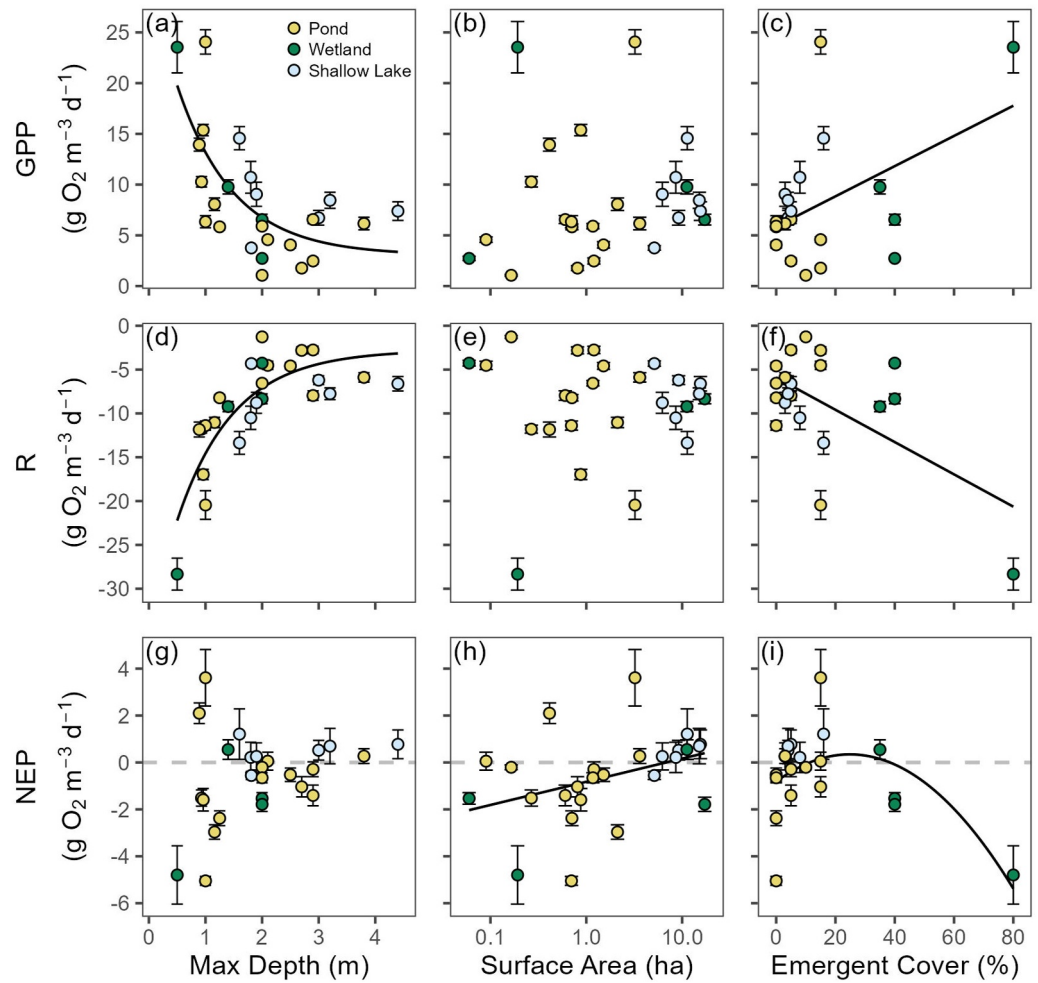 (a)
Pond
Wetland
Shallow Lake
(b)
(c)
GPP
(g O₂ m⁻³ d⁻¹)
25
20
15
10
5
0
(d)
(e)
(f)
R
(g O₂ m⁻³ d⁻¹)
0
-5
-10
-15
-20
-25
-30
(g)
(h)
(i)
NEP
(g O₂ m⁻³ d⁻¹)
4
2
0
-2
-4
-6
0 1 2 3 4
0.1 1.0 10.0
0 20 40 60 80
Max Depth (m)
Surface Area (ha)
Emergent Cover (%)